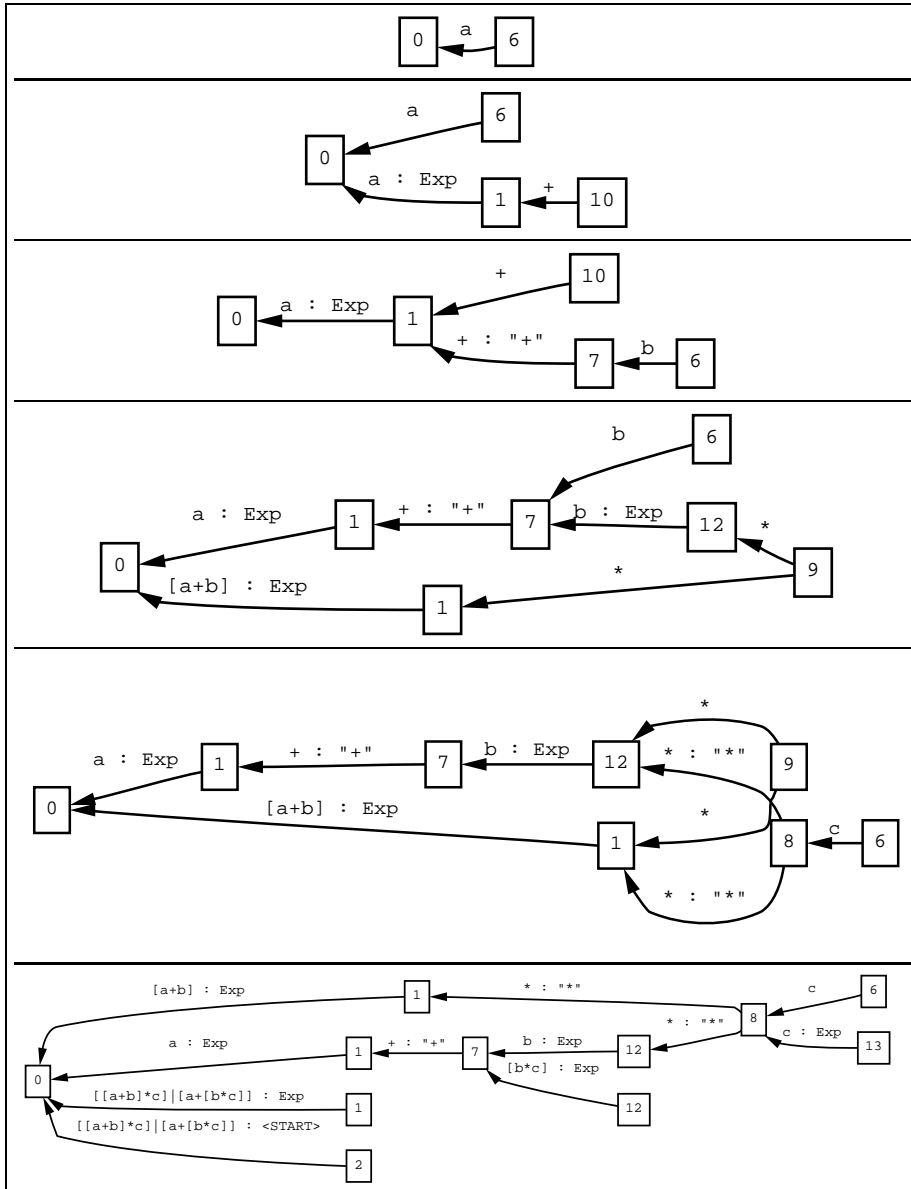 a
0 6
a 6
0
a : Exp +
1 10
+ 10
a : Exp
0 1
+ : "+" b
7 6
b 6
a : Exp + : "+" b : Exp
1 7 12 *
0 9
[a+b] : Exp *
1
*
a : Exp + : "+" b : Exp * : "*"
1 7 12 9
0 [a+b] : Exp * c
1 8 6
* : "*"
[a+b] : Exp * : "*" c
1 6
8
a : Exp + : "+" b : Exp * : "*" c : Exp
1 7 12 13
0 [b*c] : Exp
[[a+b]*c]|[a+[b*c]] : Exp
1 12
[[a+b]*c]|[a+[b*c]] : <START>
2